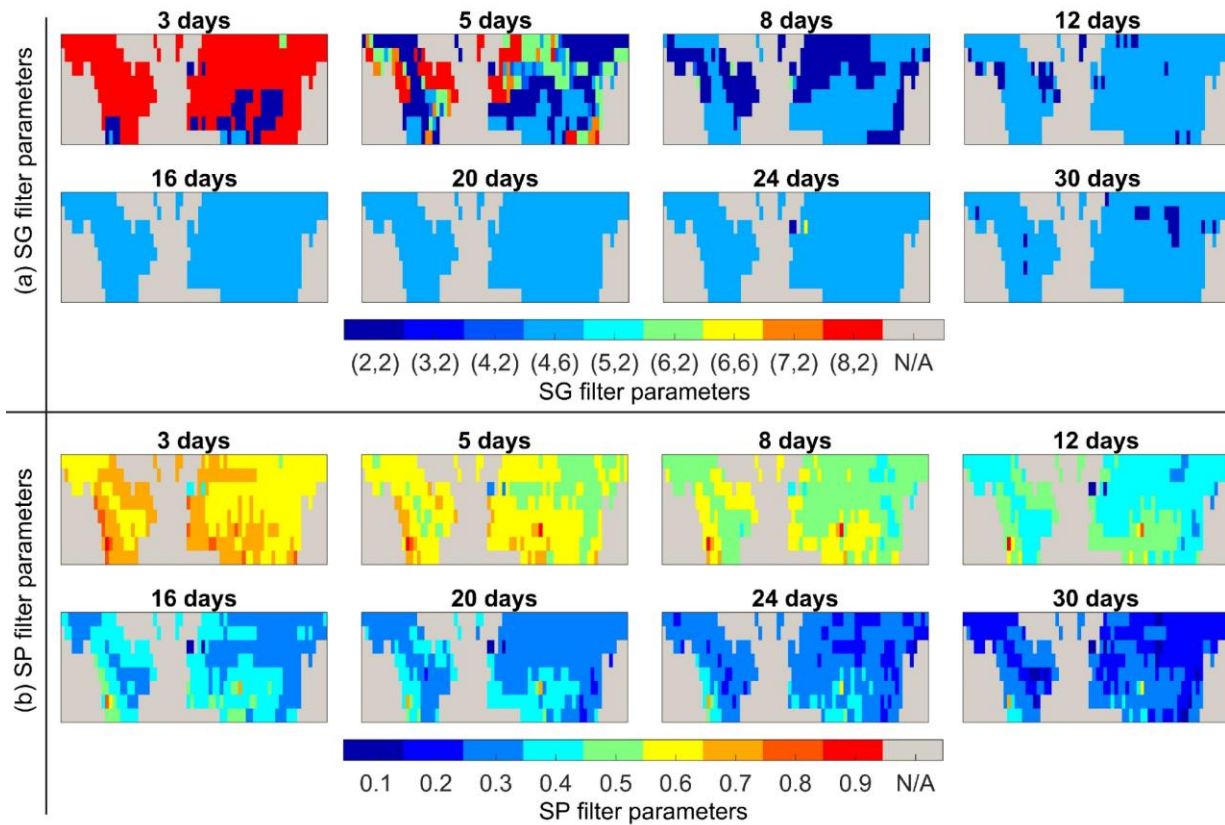 (a) SG filter parameters
3 days 5 days 8 days 12 days
16 days 20 days 24 days 30 days
(2,2) (3,2) (4,2) (4,6) (5,2) (6,2) (6,6) (7,2) (8,2) N/A
SG filter parameters
(b) SP filter parameters
3 days 5 days 8 days 12 days
16 days 20 days 24 days 30 days
0.1 0.2 0.3 0.4 0.5 0.6 0.7 0.8 0.9 N/A
SP filter parameters